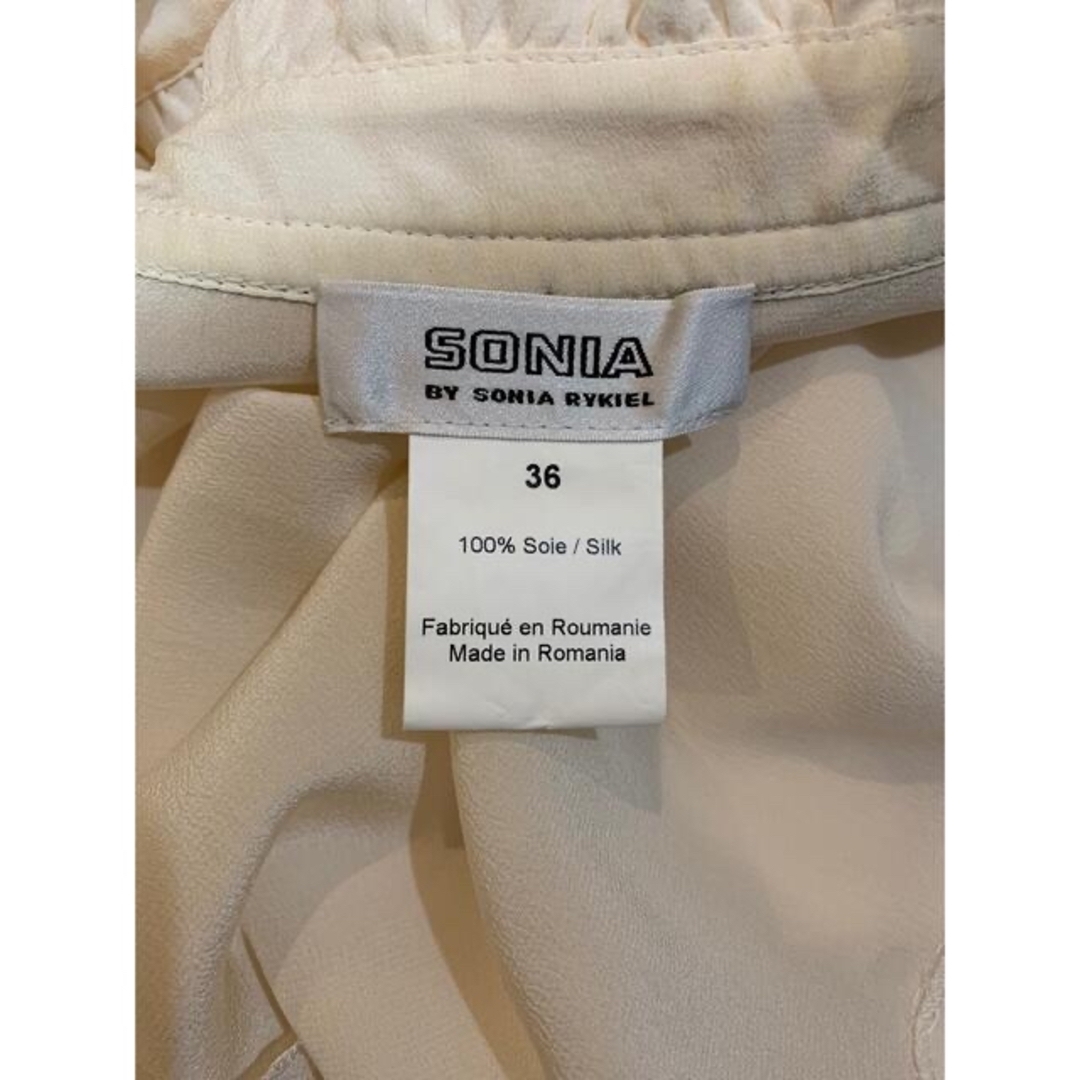 SONIA
BY SONIA RYKIEL
36
100% Soie / Silk
Fabriqué en Roumanie
Made in Romania